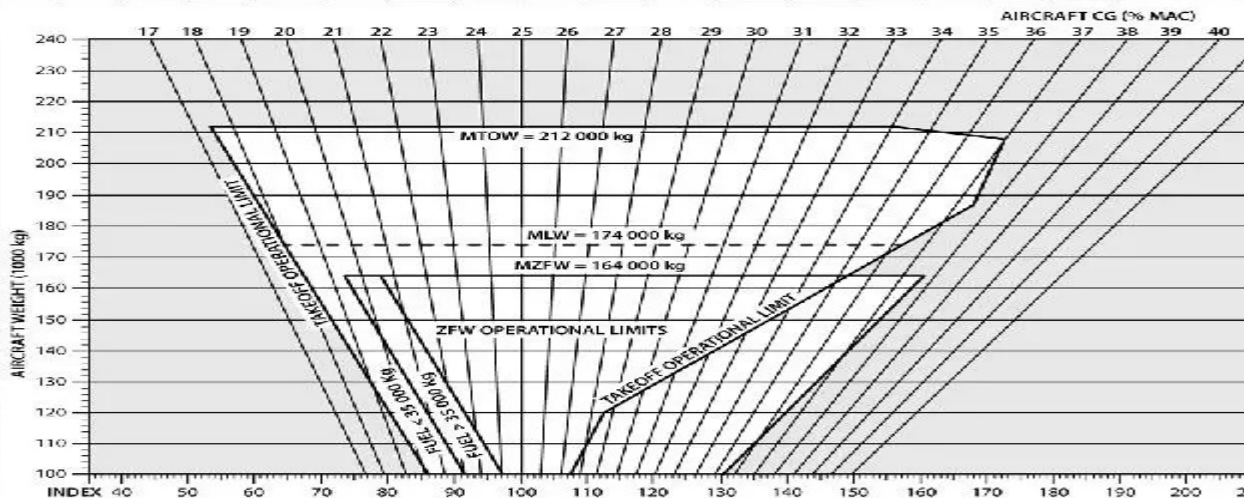 AIRCRAFT CG (% MAC)
17 18 19 20 21 22 23 24 25 26 27 28 29 30 31 32 33 34 35 36 37 38 39 40
240
230
220
210
200
190
180
170
160
150
140
130
120
110
100
AIRCRAFT WEIGHT (1000 kg)
MTOW = 212 000 kg
TAKEOFF OPERATIONAL LIMIT
MLW = 174 000 kg
MZFW = 164 000 kg
ZFW OPERATIONAL LIMITS
TAKEOFF OPERATIONAL LIMIT
FUEL < 35 000 Kg
FUEL > 35 000 Kg
INDEX 40 50 60 70 80 90 100 110 120 130 140 150 160 170 180 190 200